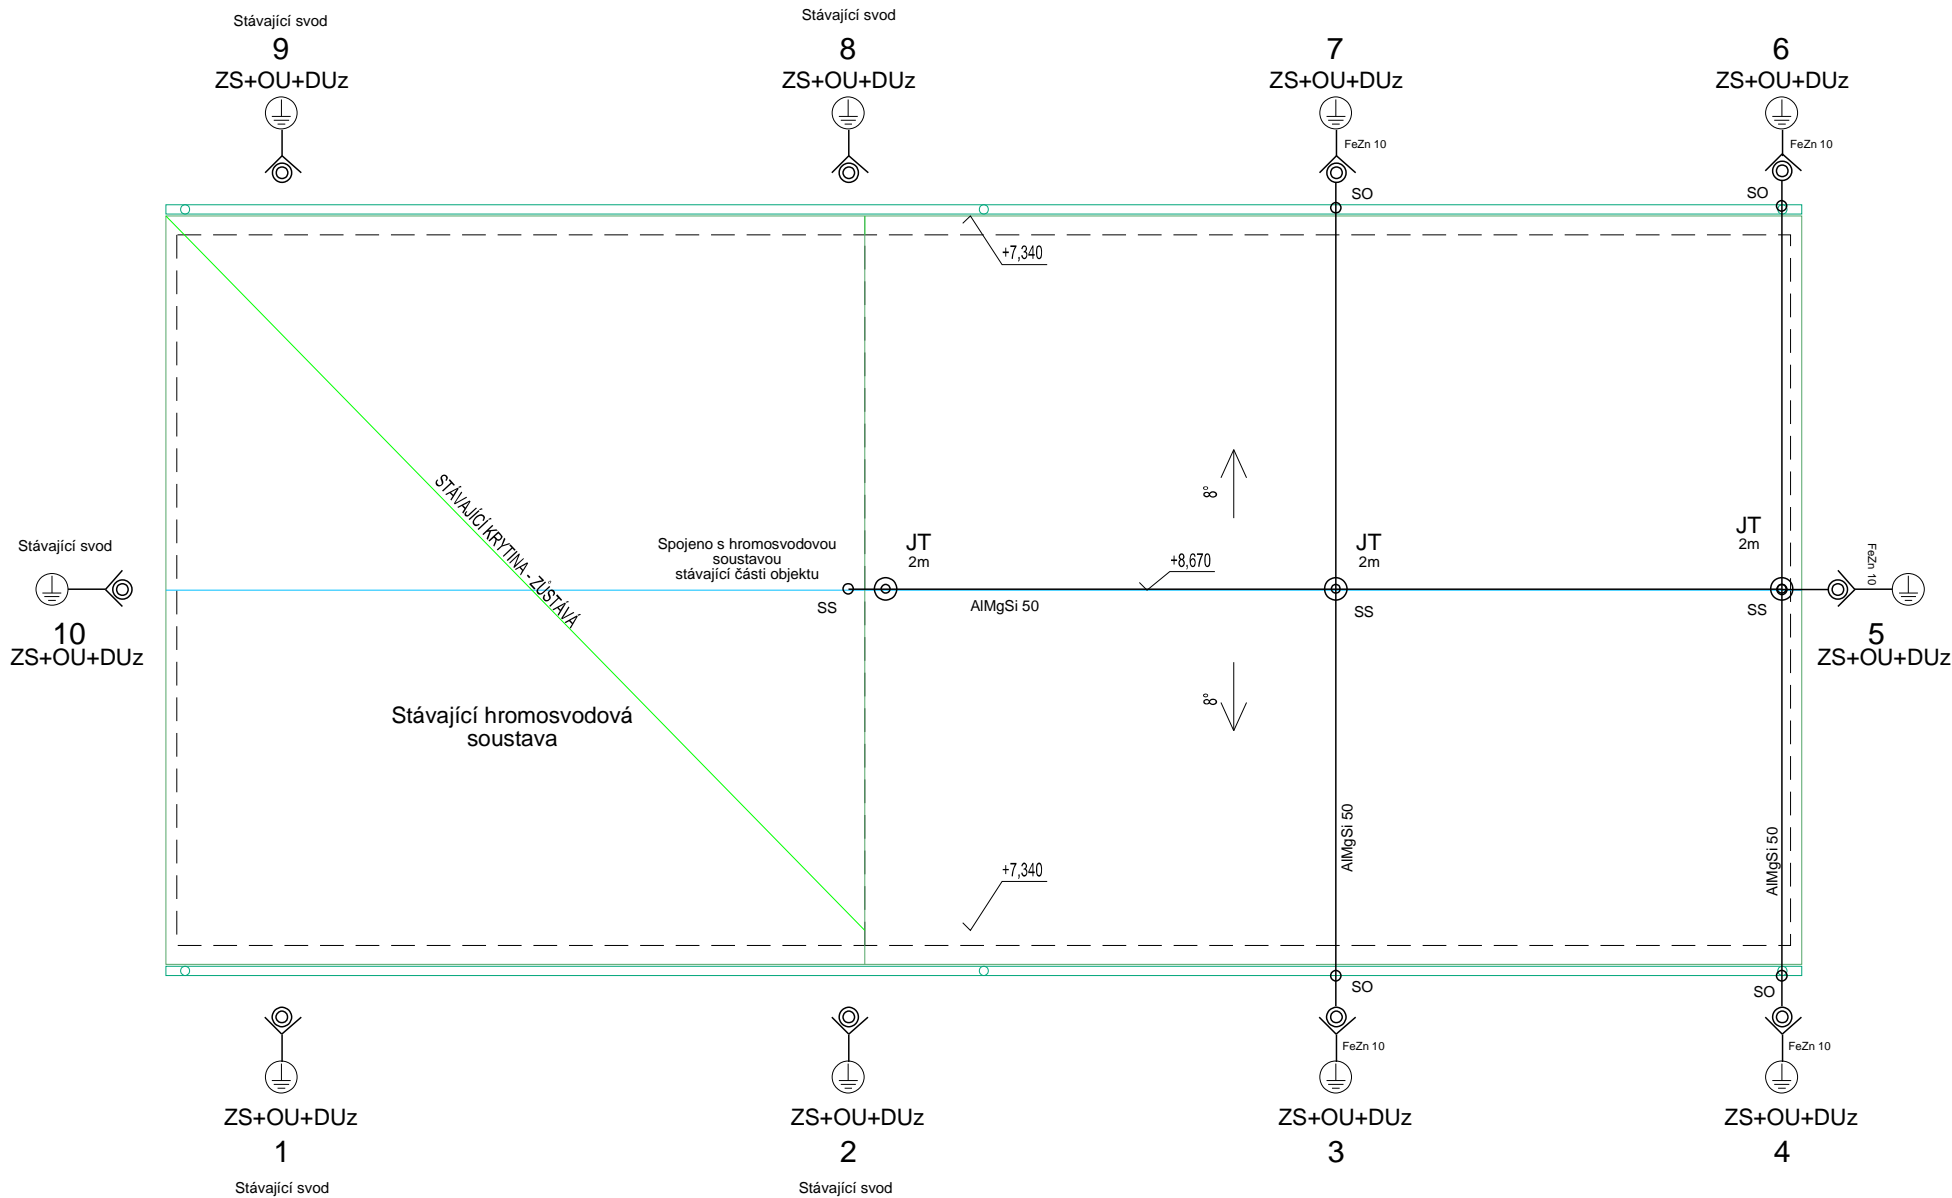 Stávající svod
9
ZS+OU+DUz
Stávající svod
8
ZS+OU+DUz
7
ZS+OU+DUz
FeZn 10
SO
6
ZS+OU+DUz
FeZn 10
SO
+7,340
STÁVAJÍCÍ KRYTINA - ZŮSTÁVÁ
8°
Stávající svod
10
ZS+OU+DUz
Spojeno s hromosvodovou
soustavou
stávající části objektu
SS
JT
2m
+8,670
AlMgSi 50
JT
2m
SS
JT
2m
SS
FeZn 10
5
ZS+OU+DUz
8°
Stávající hromosvodová
soustava
AlMgSi 50
AlMgSi 50
+7,340
SO
SO
FeZn 10
FeZn 10
ZS+OU+DUz
1
Stávající svod
ZS+OU+DUz
2
Stávající svod
ZS+OU+DUz
3
ZS+OU+DUz
4